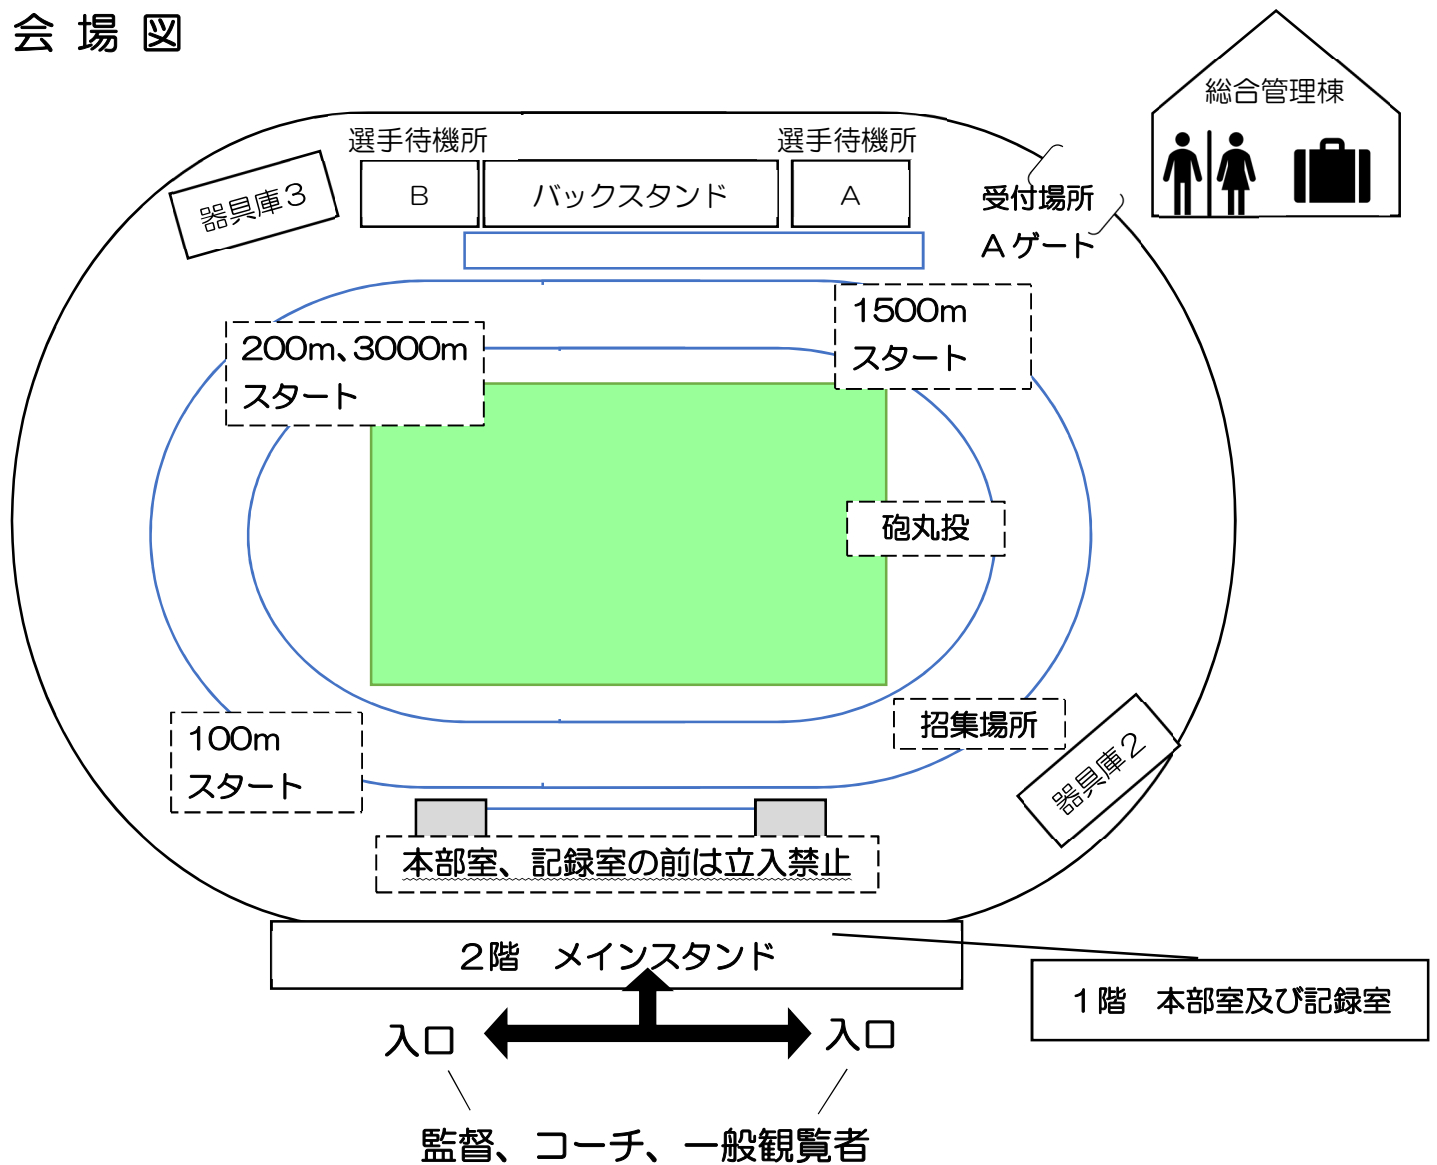 会 場 図
総合管理棟
選手待機所
選手待機所
器具庫3
B
バックスタンド
A
受付場所
Aゲート
200m、3000m
スタート
1500m
スタート
砲丸投
100m
スタート
招集場所
器具庫2
本部室、記録室の前は立入禁止
2階　メインスタンド
1階　本部室及び記録室
入口
入口
監督、コーチ、一般観覧者